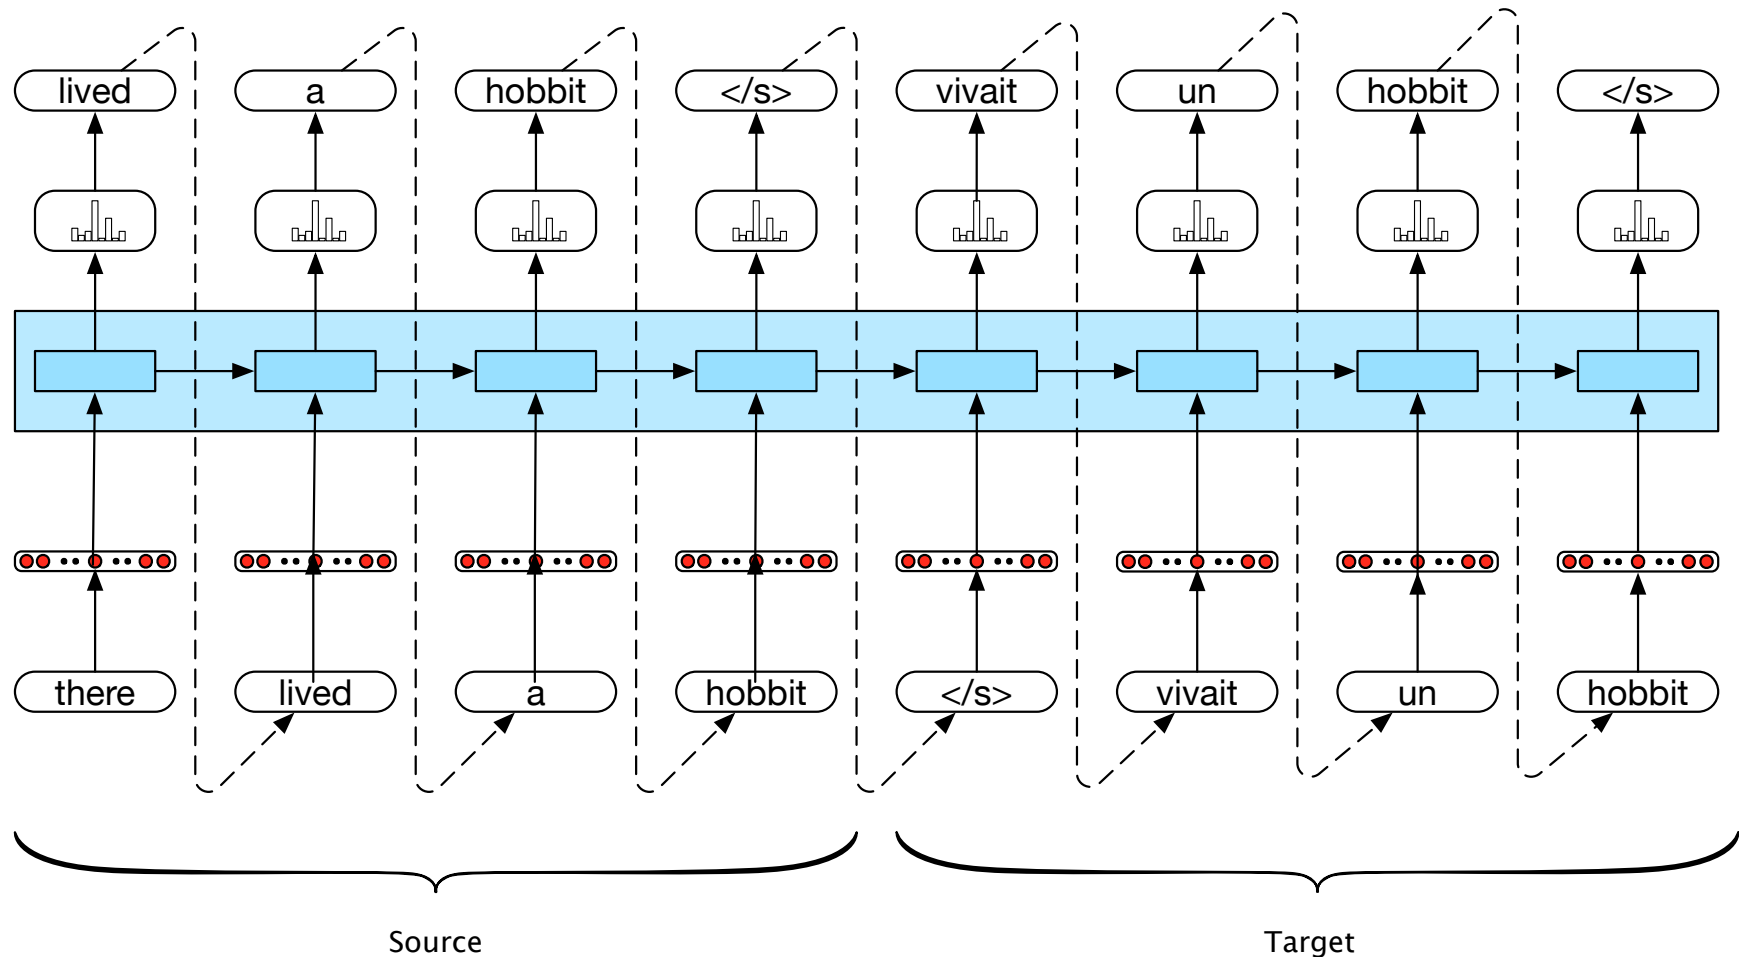 lived a hobbit </s> vivait un hobbit </s>
there lived a hobbit </s> vivait un hobbit
Source Target